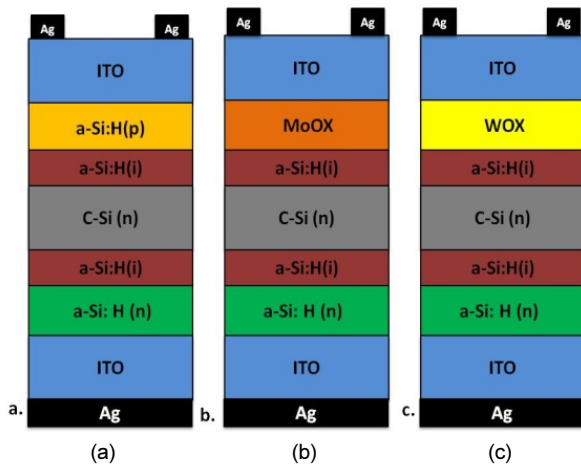 Ag Ag
ITO
a-Si:H(p)
a-Si:H(i)
C-Si (n)
a-Si:H(i)
a-Si: H (n)
ITO
a. Ag
(a)
Ag Ag
ITO
MoOX
a-Si:H(i)
C-Si (n)
a-Si:H(i)
a-Si: H (n)
ITO
b. Ag
(b)
Ag Ag
ITO
WOX
a-Si:H(i)
C-Si (n)
a-Si:H(i)
a-Si: H (n)
ITO
c. Ag
(c)